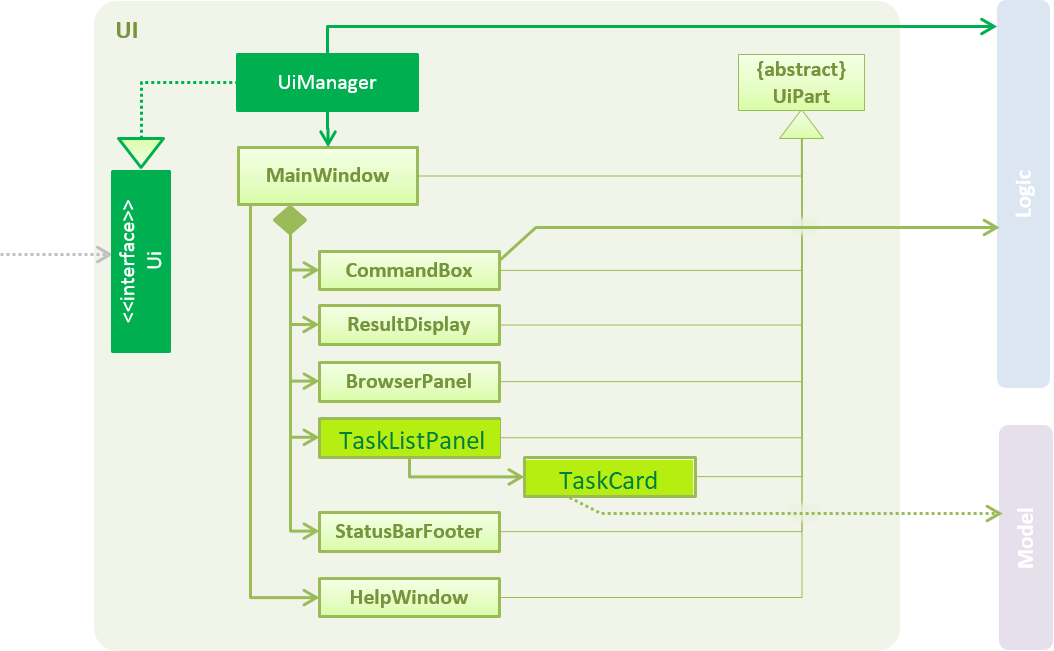 UI
UiManager
{abstract}
UiPart
MainWindow
<<interface>>
Ui
CommandBox
ResultDisplay
BrowserPanel
TaskListPanel
TaskCard
StatusBarFooter
HelpWindow
Logic
Model